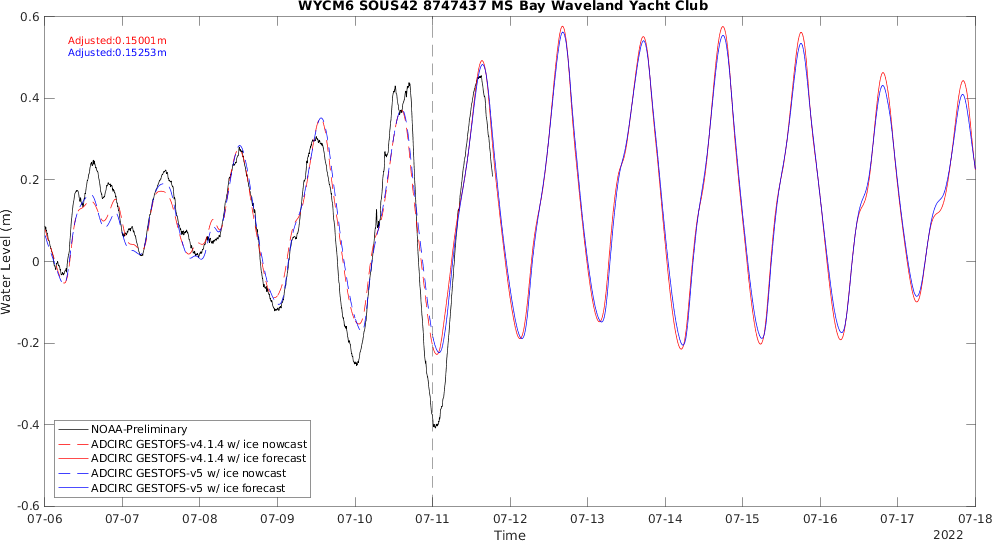 WYCM6 SOUS42 8747437 MS Bay Waveland Yacht Club
Adjusted:0.15001m
Adjusted:0.15253m
0.6
0.4
0.2
0
-0.2
-0.4
-0.6
Water Level (m)
NOAA-Preliminary
ADCIRC GESTOFS-v4.1.4 w/ ice nowcast
ADCIRC GESTOFS-v4.1.4 w/ ice forecast
ADCIRC GESTOFS-v5 w/ ice nowcast
ADCIRC GESTOFS-v5 w/ ice forecast
07-06 07-07 07-08 07-09 07-10 07-11 07-12 07-13 07-14 07-15 07-16 07-17 07-18
Time
2022